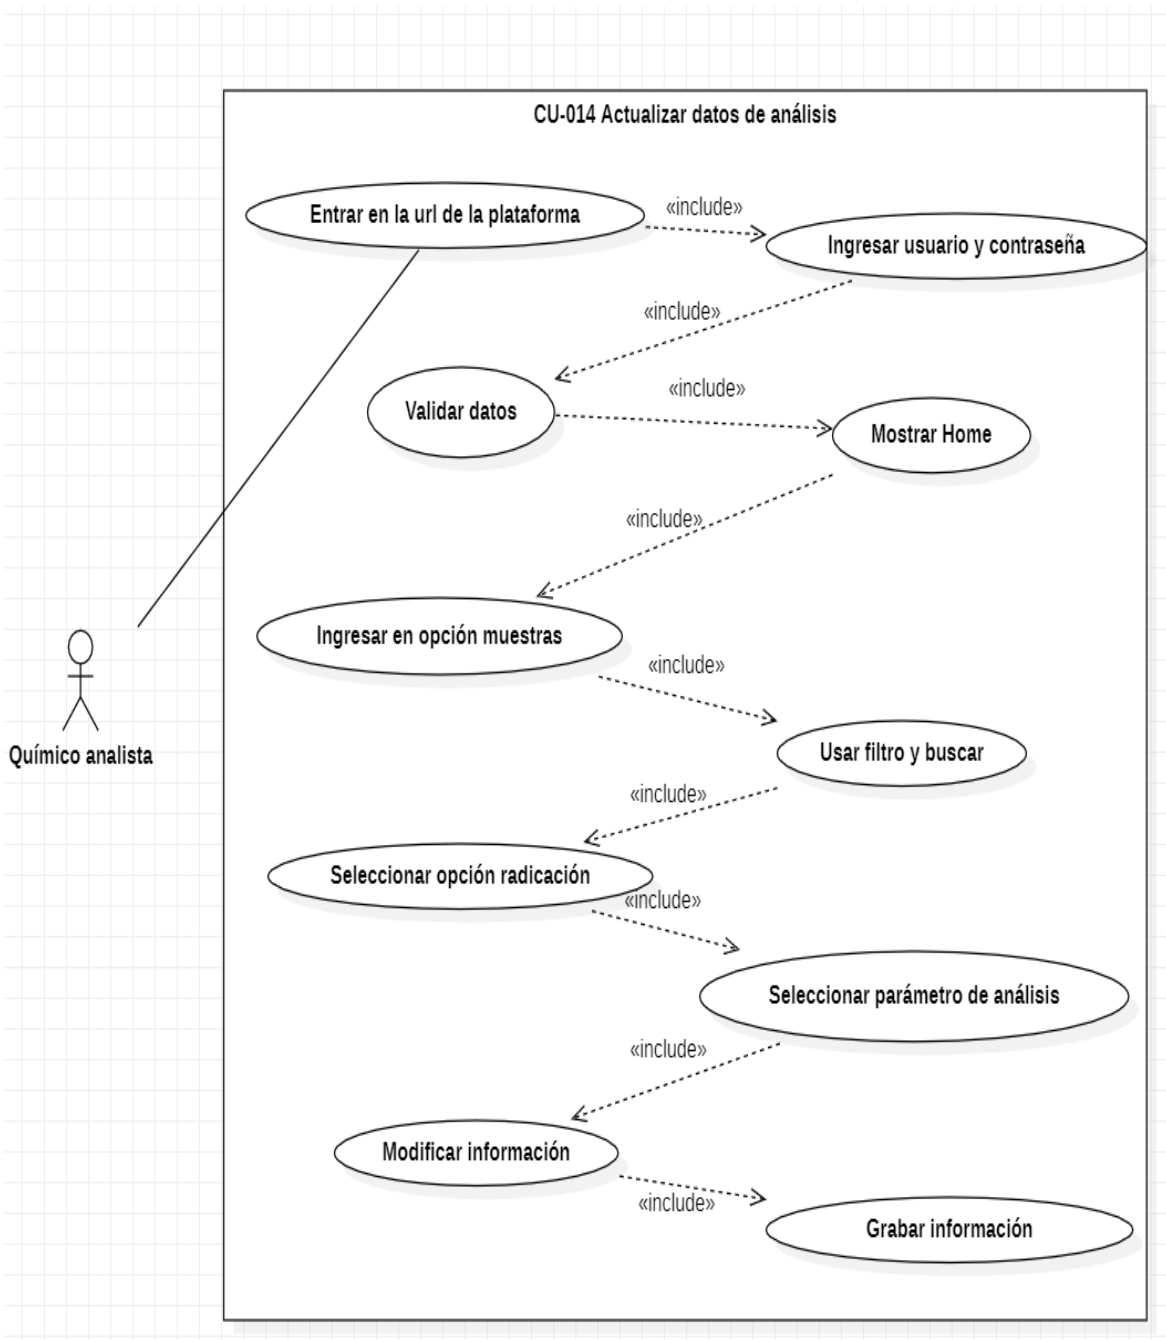 CU-014 Actualizar datos de análisis
Entrar en la url de la plataforma
«include»
Ingresar usuario y contraseña
«include»
Validar datos
«include»
Mostrar Home
«include»
Ingresar en opción muestras
«include»
Químico analista
Usar filtro y buscar
«include»
Seleccionar opción radicación
«include»
Seleccionar parámetro de análisis
«include»
Modificar información
«include»
Grabar información